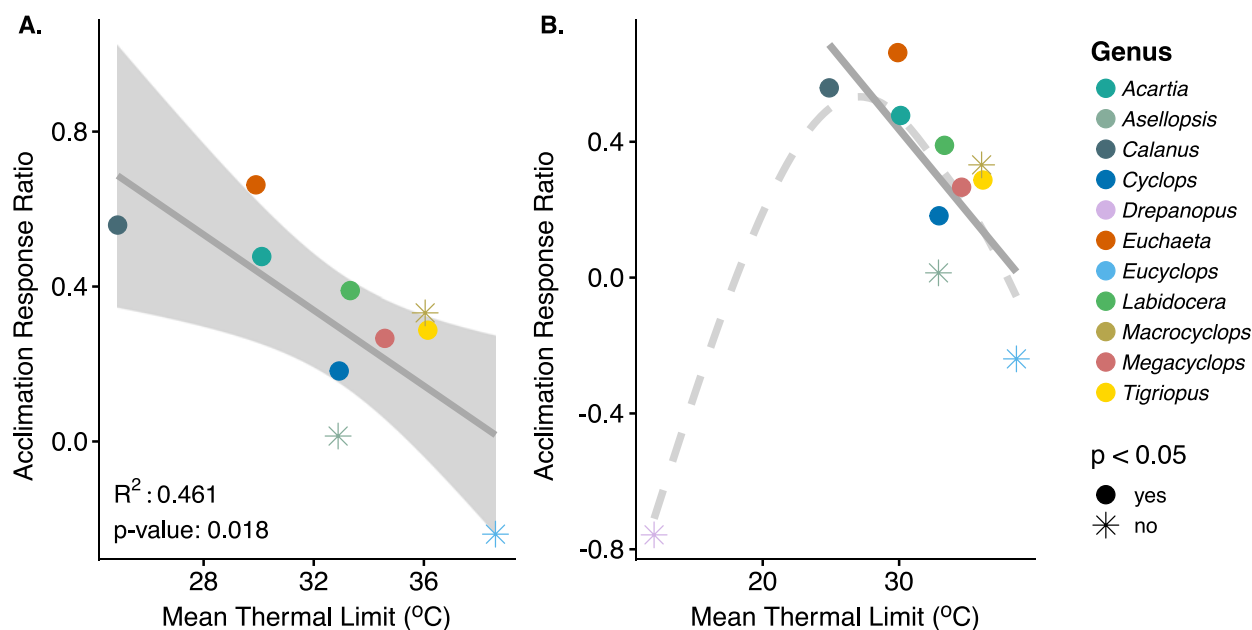 A.
Acclimation Response Ratio
0.8
0.4
0.0
R²: 0.461
p-value: 0.018
28
32
36
Mean Thermal Limit (°C)
B.
Acclimation Response Ratio
0.4
0.0
-0.4
-0.8
20
30
Mean Thermal Limit (°C)
Genus
Acartia
Asellopsis
Calanus
Cyclops
Drepanopus
Euchaeta
Eucyclops
Labidocera
Macrocyclops
Megacyclops
Tigriopus
p < 0.05
yes
no